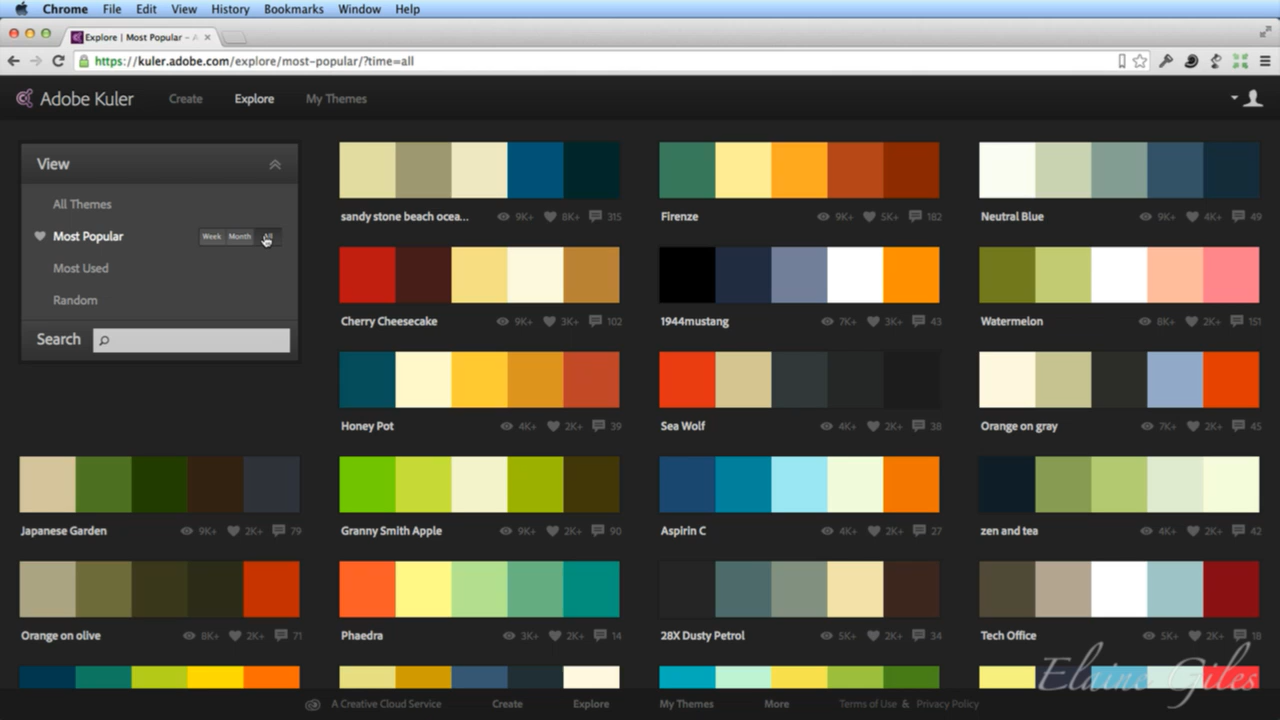 Chrome File Edit View History Bookmarks Window Help
Explore | Most Popular -
https://kuler.adobe.com/explore/most-popular/?time=all
Adobe Kuler Create Explore My Themes
View
All Themes
Most Popular Week Month All
Most Used
Random
Search
sandy stone beach ocea... 9K+ 8K+ 315
Firenze 9K+ 5K+ 182
Neutral Blue 9K+ 4K+ 49
Cherry Cheesecake 9K+ 3K+ 102
1944mustang 7K+ 3K+ 43
Watermelon 8K+ 2K+ 151
Honey Pot 4K+ 2K+ 39
Sea Wolf 4K+ 2K+ 38
Orange on gray 7K+ 2K+ 45
Japanese Garden 9K+ 2K+ 79
Granny Smith Apple 9K+ 2K+ 90
Aspirin C 4K+ 2K+ 27
zen and tea 4K+ 2K+ 42
Orange on olive 8K+ 2K+ 71
Phaedra 3K+ 2K+ 14
28X Dusty Petrol 5K+ 2K+ 34
Tech Office 5K+ 2K+ 18
Elaine Giles
A Creative Cloud Service Create Explore My Themes More Terms of Use & Privacy Policy